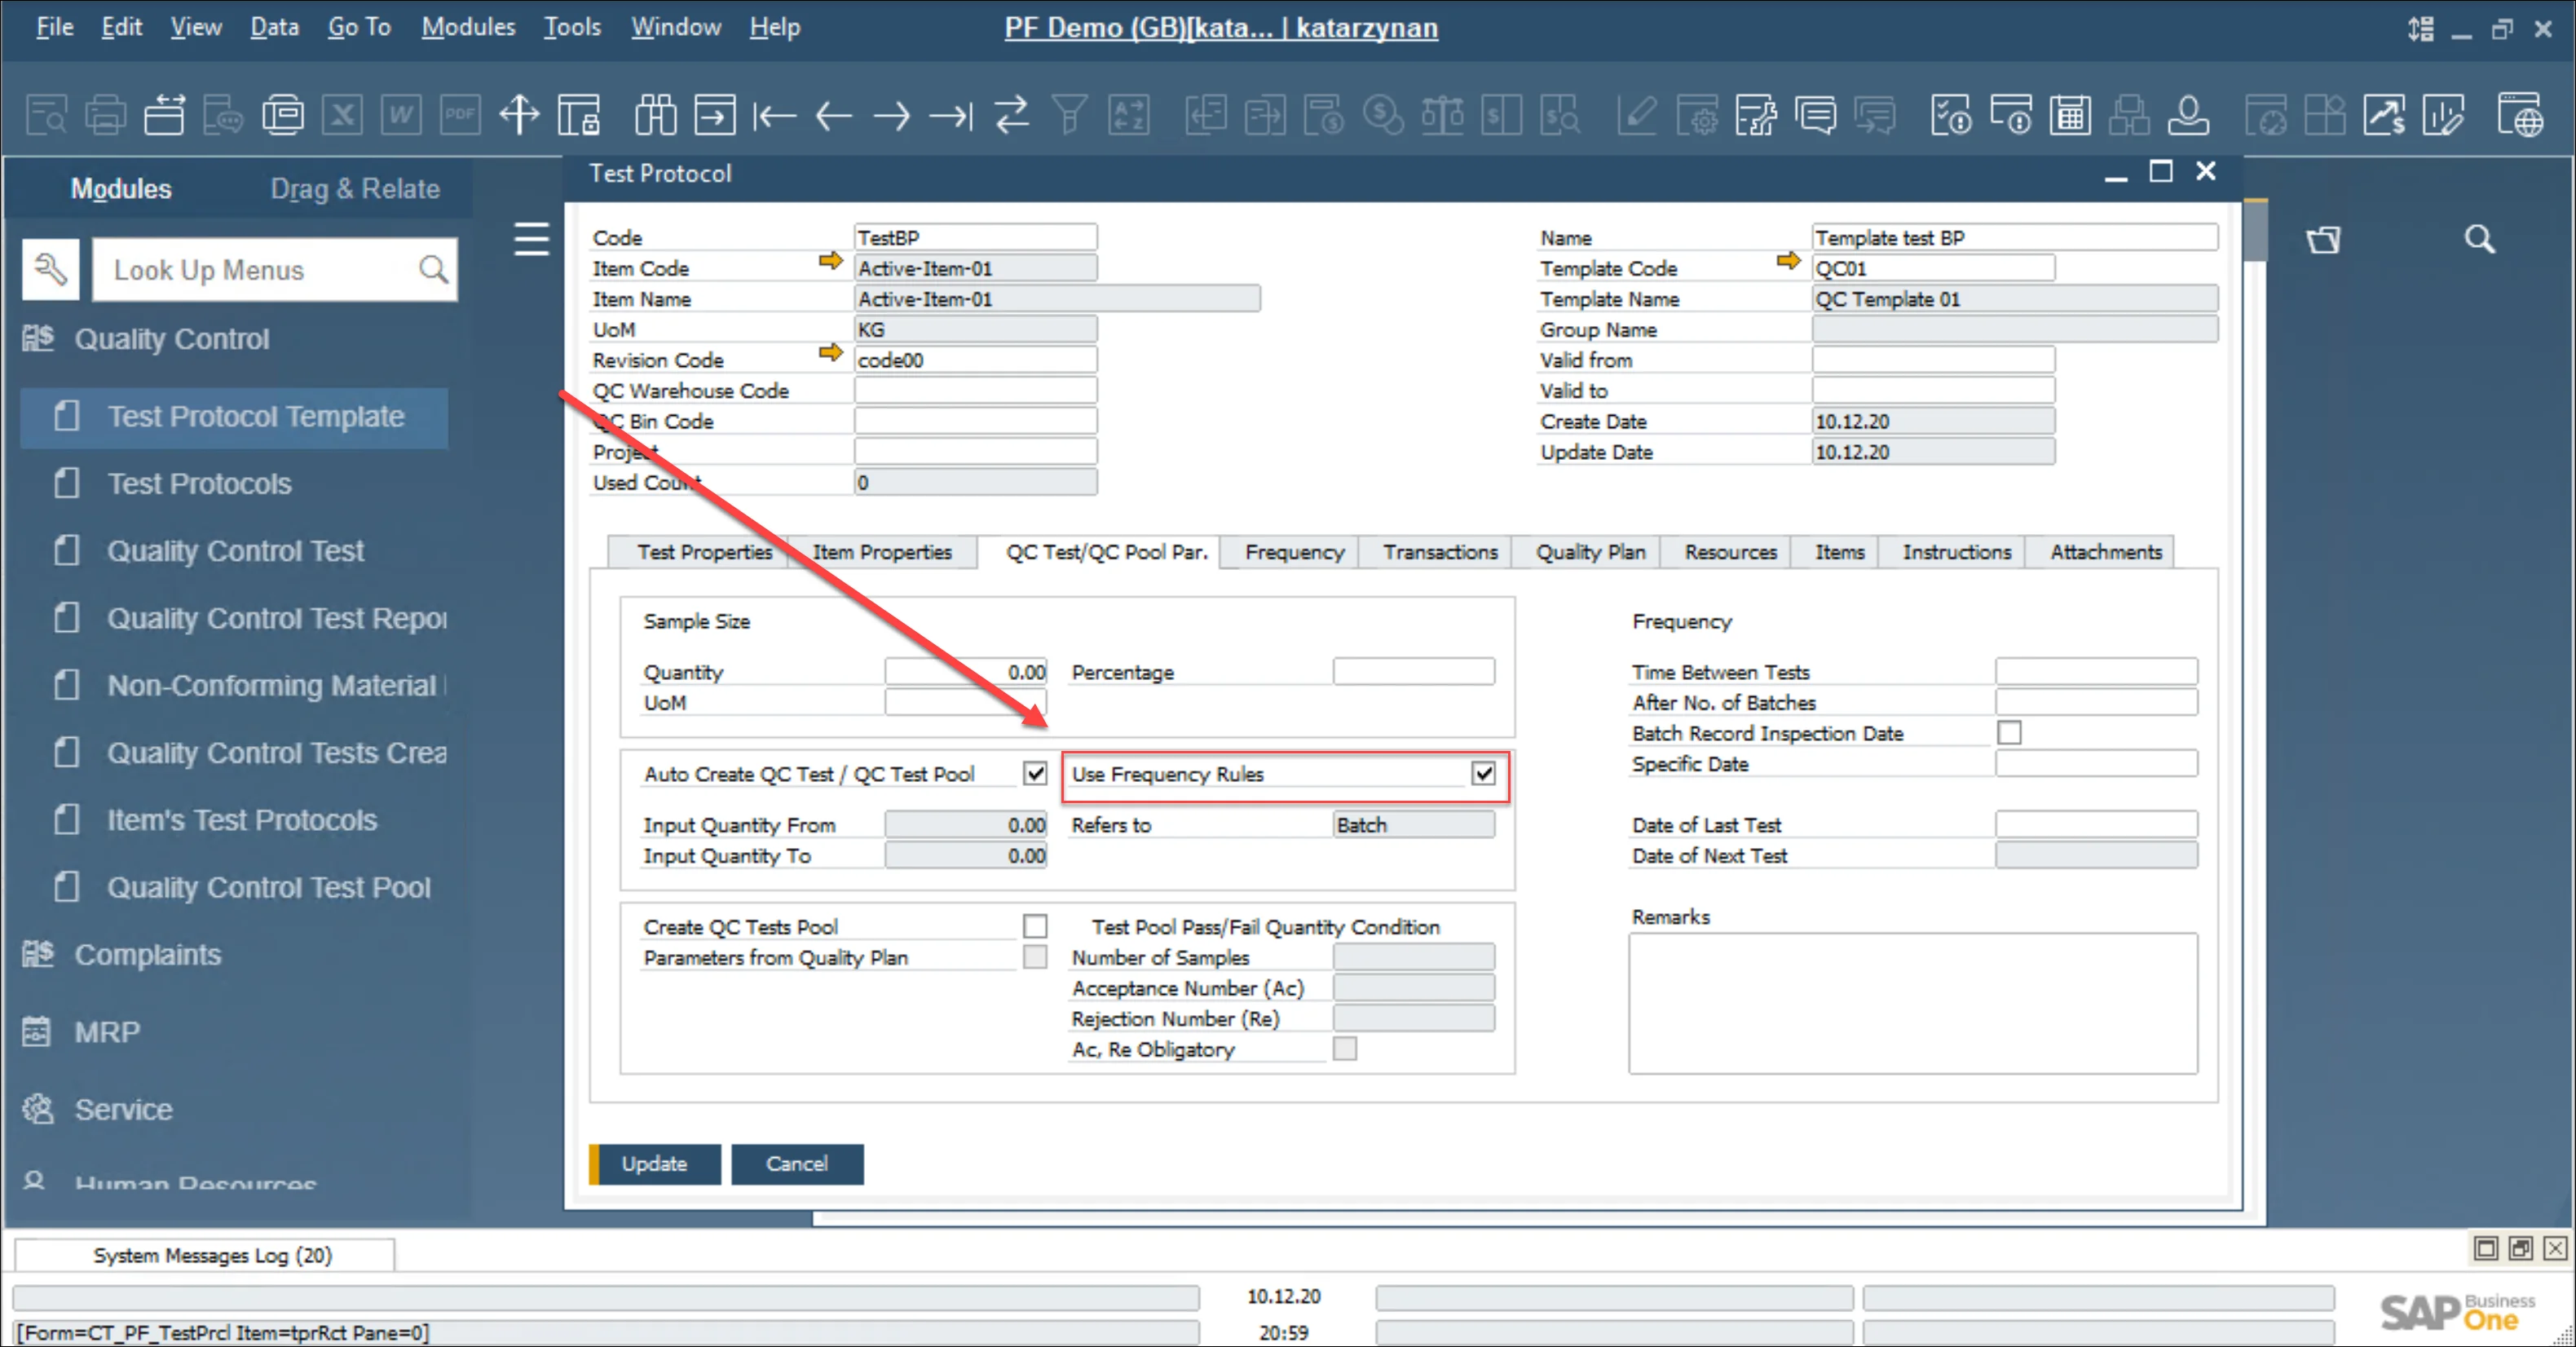 File Edit View Data Go To Modules Tools Window Help
PF Demo (GB)[kata... | katarzynan
X W PDF
Modules Drag & Relate
Look Up Menus
Quality Control
Test Protocol Template
Test Protocols
Quality Control Test
Quality Control Test Repor
Non-Conforming Material
Quality Control Tests Crea
Item's Test Protocols
Quality Control Test Pool
Complaints
MRP
Service
Human Resources
Test Protocol
Code TestBP
Item Code Active-Item-01
Item Name Active-Item-01
UoM KG
Revision Code code00
QC Warehouse Code
QC Bin Code
Project
Used Count 0
Name Template test BP
Template Code QC01
Template Name QC Template 01
Group Name
Valid from
Valid to
Create Date 10.12.20
Update Date 10.12.20
Test Properties Item Properties QC Test/QC Pool Par. Frequency Transactions Quality Plan Resources Items Instructions Attachments
Sample Size
Quantity 0.00 Percentage
UoM
Auto Create QC Test / QC Test Pool Use Frequency Rules
Input Quantity From 0.00 Refers to Batch
Input Quantity To 0.00
Create QC Tests Pool Test Pool Pass/Fail Quantity Condition
Parameters from Quality Plan Number of Samples
Acceptance Number (Ac)
Rejection Number (Re)
Ac, Re Obligatory
Frequency
Time Between Tests
After No. of Batches
Batch Record Inspection Date
Specific Date
Date of Last Test
Date of Next Test
Remarks
Update Cancel
System Messages Log (20)
10.12.20
[Form=CT_PF_TestPrcl Item=tprRct Pane=0] 20:59
SAP Business One